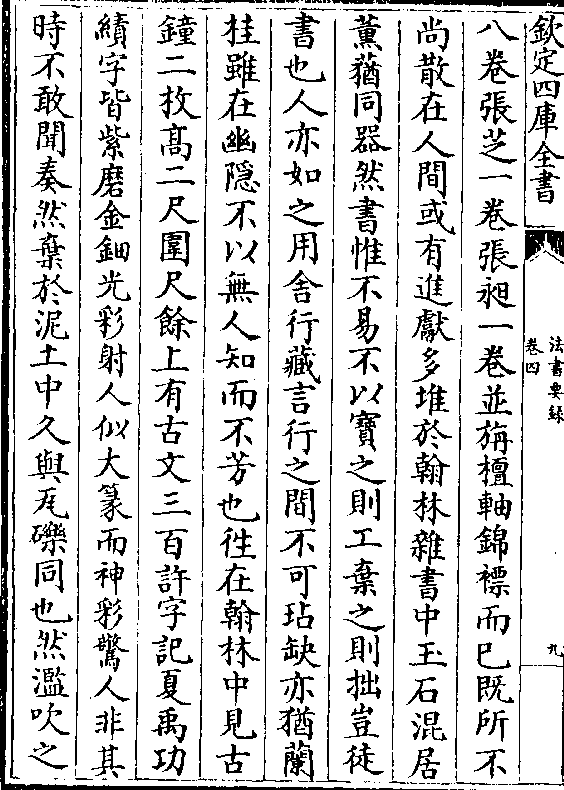 欽定四庫全書
法書要録
卷四
九
八卷張芝一卷張昶一卷並旃檀軸錦褾而已既所不
尚散在人間或有進獻多堆於翰林雜書中玉石混居
薰蕕同器然書惟不易不以寶之則工棄之則拙豈徒
書也人亦如之用舍行藏言行之間不可玷缺亦猶蘭
桂雖在幽隠不以無人知而不芳也徃在翰林中見古
鐘二枚髙二尺圍尺餘上有古文三百許字記夏禹功
績字皆紫磨金鈿光彩射人似大篆而神彩驚人非其
時不敢聞奏然棄於泥土中久與瓦礫同也然濫吹之